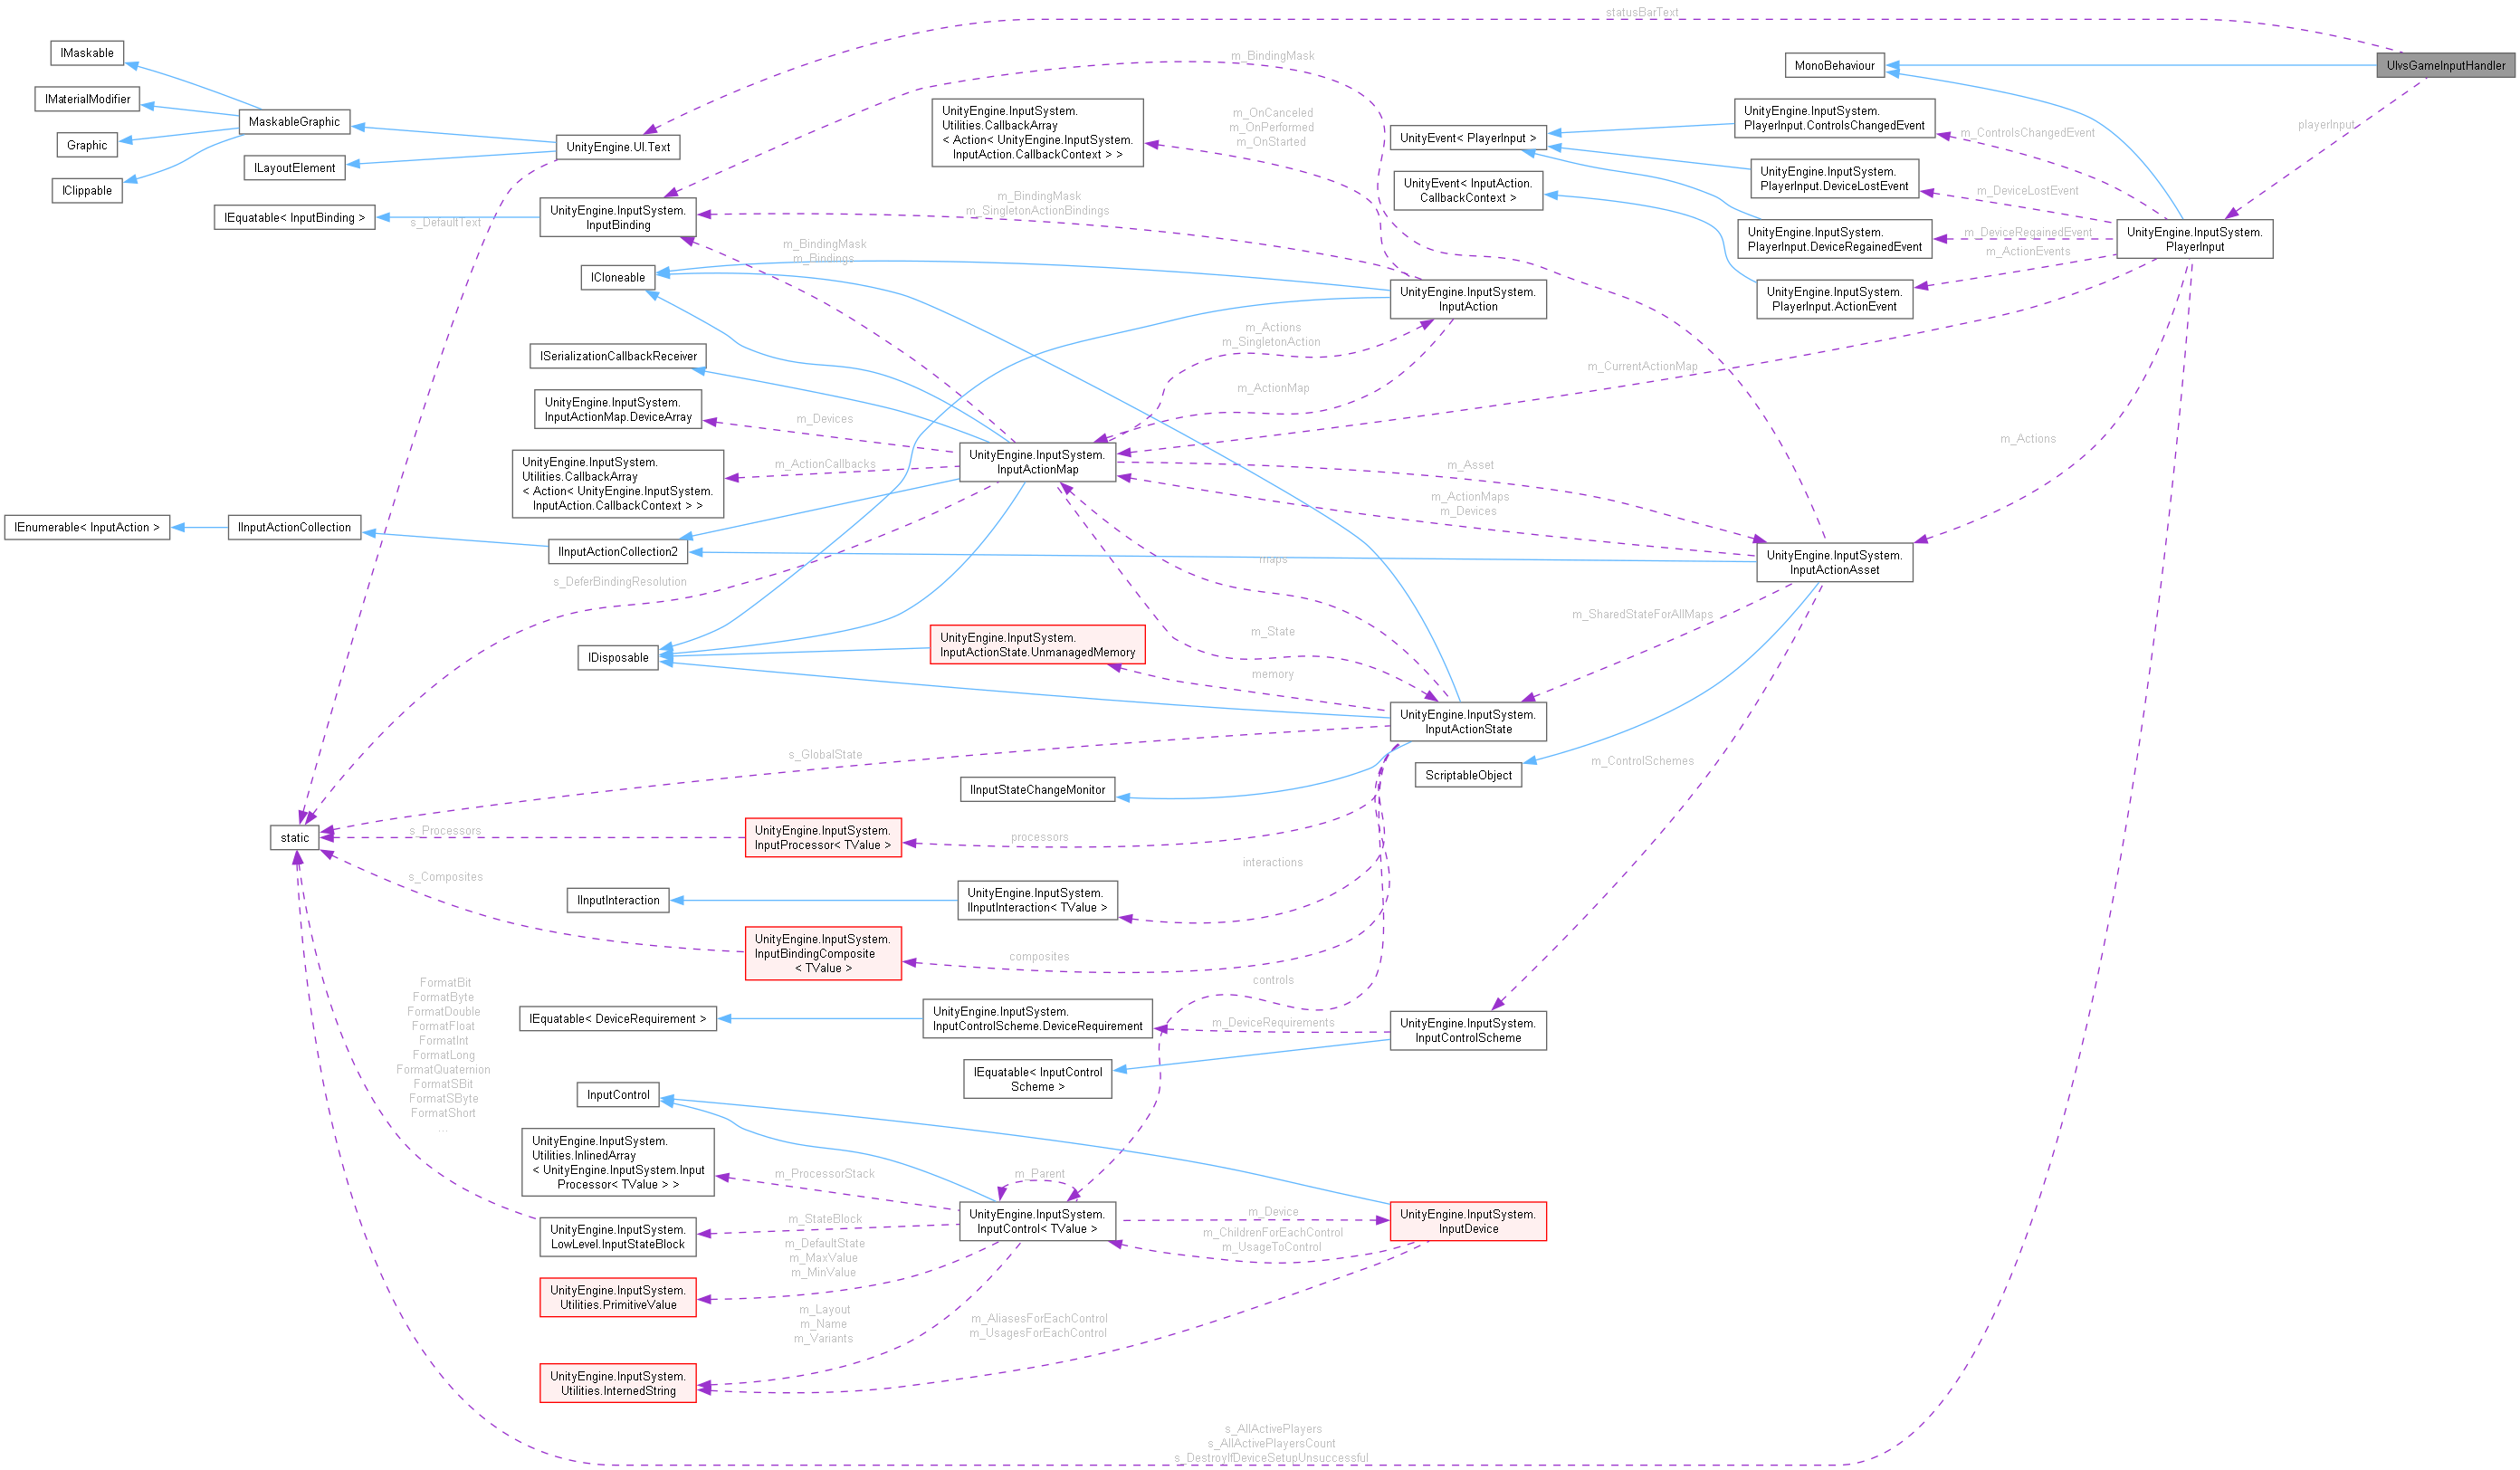 statusBarText
IMaskable
m_BindingMask
MonoBehaviour
UIvsGameInputHandler
IMaterialModifier
MaskableGraphic
UnityEngine.InputSystem.
Utilities.CallbackArray
< Action< UnityEngine.InputSystem.
InputAction.CallbackContext > >
m_OnCanceled
m_OnPerformed
m_OnStarted
UnityEvent< PlayerInput >
UnityEngine.InputSystem.
PlayerInput.ControlsChangedEvent
m_ControlsChangedEvent
playerInput
Graphic
UnityEngine.UI.Text
ILayoutElement
IClippable
UnityEvent< InputAction.
CallbackContext >
UnityEngine.InputSystem.
PlayerInput.DeviceLostEvent
m_DeviceLostEvent
IEquatable< InputBinding >
s_DefaultText
UnityEngine.InputSystem.
InputBinding
m_BindingMask
m_SingletonActionBindings
UnityEngine.InputSystem.
PlayerInput.DeviceRegainedEvent
m_DeviceRegainedEvent
m_ActionEvents
UnityEngine.InputSystem.
PlayerInput
m_BindingMask
m_Bindings
ICloneable
UnityEngine.InputSystem.
InputAction
UnityEngine.InputSystem.
PlayerInput.ActionEvent
m_Actions
m_SingletonAction
ISerializationCallbackReceiver
m_CurrentActionMap
m_ActionMap
UnityEngine.InputSystem.
InputActionMap.DeviceArray
m_Devices
m_Actions
UnityEngine.InputSystem.
Utilities.CallbackArray
< Action< UnityEngine.InputSystem.
InputAction.CallbackContext > >
m_ActionCallbacks
UnityEngine.InputSystem.
InputActionMap
m_Asset
m_ActionMaps
m_Devices
IEnumerable< InputAction >
IInputActionCollection
IInputActionCollection2
maps
UnityEngine.InputSystem.
InputActionAsset
s_DeferBindingResolution
m_SharedStateForAllMaps
IDisposable
UnityEngine.InputSystem.
InputActionState.UnmanagedMemory
m_State
memory
UnityEngine.InputSystem.
InputActionState
s_GlobalState
m_ControlSchemes
IInputStateChangeMonitor
ScriptableObject
static
s_Processors
UnityEngine.InputSystem.
InputProcessor< TValue >
processors
interactions
s_Composites
IInputInteraction
UnityEngine.InputSystem.
IInputInteraction< TValue >
UnityEngine.InputSystem.
InputBindingComposite
< TValue >
composites
controls
FormatBit
FormatByte
FormatDouble
FormatFloat
FormatInt
FormatLong
FormatQuaternion
FormatSBit
FormatSByte
FormatShort
...
IEquatable< DeviceRequirement >
UnityEngine.InputSystem.
InputControlScheme.DeviceRequirement
m_DeviceRequirements
UnityEngine.InputSystem.
InputControlScheme
IEquatable< InputControl
Scheme >
InputControl
UnityEngine.InputSystem.
Utilities.InlinedArray
< UnityEngine.InputSystem.Input
Processor< TValue > >
m_ProcessorStack
m_Parent
UnityEngine.InputSystem.
LowLevel.InputStateBlock
m_StateBlock
UnityEngine.InputSystem.
InputControl< TValue >
m_Device
m_ChildrenForEachControl
m_UsageToControl
UnityEngine.InputSystem.
InputDevice
m_DefaultState
m_MaxValue
m_MinValue
UnityEngine.InputSystem.
Utilities.PrimitiveValue
m_Layout
m_Name
m_Variants
m_AliasesForEachControl
m_UsagesForEachControl
UnityEngine.InputSystem.
Utilities.InternedString
s_AllActivePlayers
s_AllActivePlayersCount
s_DestroyIfDeviceSetupUnsuccessful